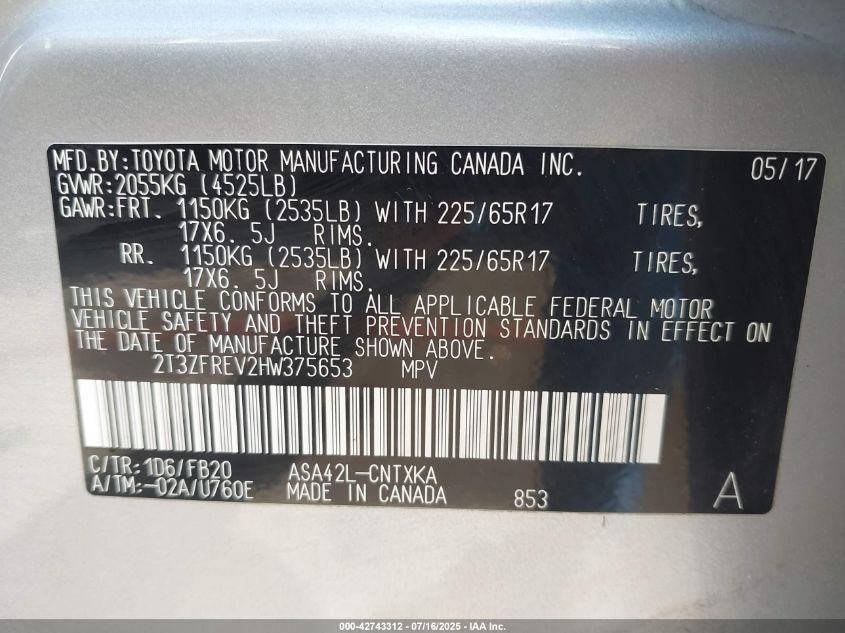 MFD.BY:TOYOTA MOTOR MANUFACTURING CANADA INC. 05/17
GVWR:2055KG (4525LB)
GAWR:FRT. 1150KG (2535LB) WITH 225/65R17 TIRES,
17X6.5J RIMS.
RR. 1150KG (2535LB) WITH 225/65R17 TIRES,
17X6.5J RIMS.
THIS VEHICLE CONFORMS TO ALL APPLICABLE FEDERAL MOTOR
VEHICLE SAFETY AND THEFT PREVENTION STANDARDS IN EFFECT ON
THE DATE OF MANUFACTURE SHOWN ABOVE.
2T3ZFREV2HW375653 MPV
C/TR:1D6/FB20 ASA42L-CNTXKA
A/TM:-02A/U760E MADE IN CANADA 853 A
000-42743312 - 07/16/2025 - IAA Inc.